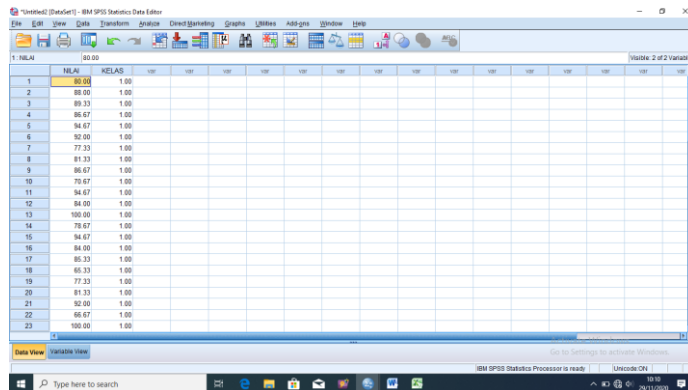 *Untitled2 [DataSet1] - IBM SPSS Statistics Data Editor
File Edit View Data Transform Analyze Direct Marketing Graphs Utilities Add-ons Window Help
1 : NILAI 80.00 Visible: 2 of 2 Variabl
NILAI KELAS var var var var var var var var var var var var var
1 80.00 1.00
2 88.00 1.00
3 89.33 1.00
4 86.67 1.00
5 94.67 1.00
6 92.00 1.00
7 77.33 1.00
8 81.33 1.00
9 86.67 1.00
10 70.67 1.00
11 94.67 1.00
12 84.00 1.00
13 100.00 1.00
14 78.67 1.00
15 94.67 1.00
16 84.00 1.00
17 85.33 1.00
18 65.33 1.00
19 77.33 1.00
20 81.33 1.00
21 92.00 1.00
22 66.67 1.00
23 100.00 1.00
Data View Variable View
Go to Settings to activate Windows.
IBM SPSS Statistics Processor is ready Unicode:ON
Type here to search
10:10
29/11/2020